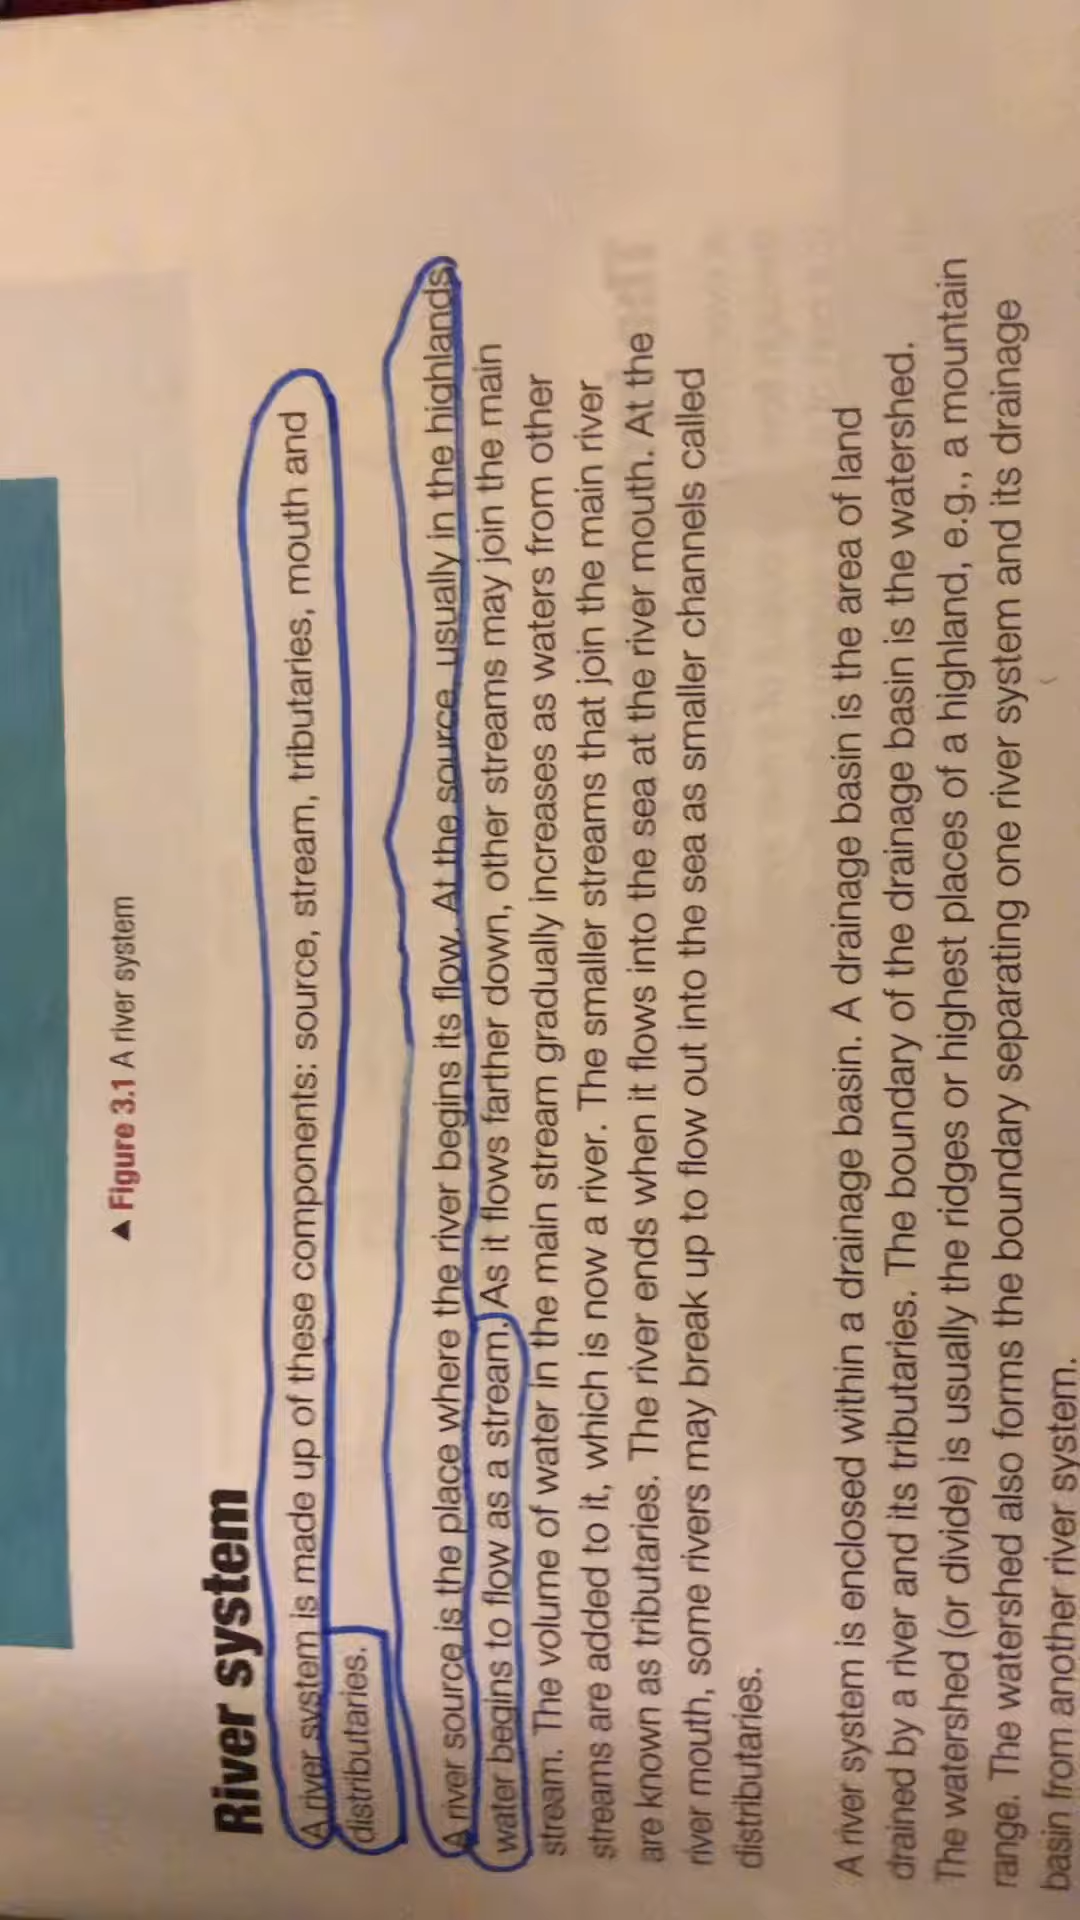 ▲ Figure 3.1 A river system
River system
A river system is made up of these components: source, stream, tributaries, mouth and
distributaries.
A river source is the place where the river begins its flow. At the source, usually in the highlands,
water begins to flow as a stream. As it flows farther down, other streams may join the main
stream. The volume of water in the main stream gradually increases as waters from other
streams are added to it, which is now a river. The smaller streams that join the main river
are known as tributaries. The river ends when it flows into the sea at the river mouth. At the
river mouth, some rivers may break up to flow out into the sea as smaller channels called
distributaries.
A river system is enclosed within a drainage basin. A drainage basin is the area of land
drained by a river and its tributaries. The boundary of the drainage basin is the watershed.
The watershed (or divide) is usually the ridges or highest places of a highland, e.g., a mountain
range. The watershed also forms the boundary separating one river system and its drainage
basin from another river system.